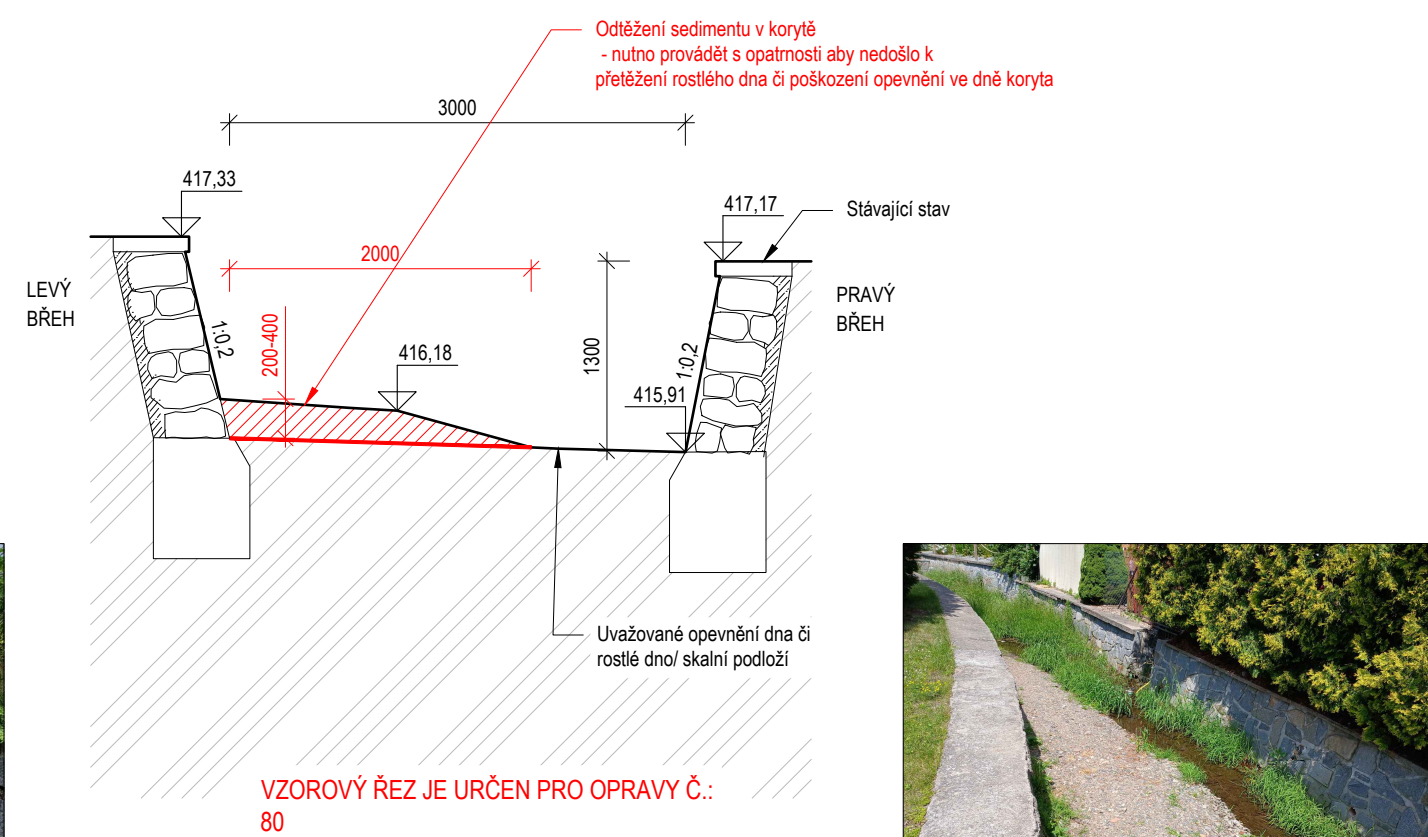 Odtěžení sedimentu v korytě
- nutno provádět s opatrnosti aby nedošlo k
přetěžení rostlého dna či poškození opevnění ve dně koryta
3000
417,33
417,17
Stávající stav
2000
LEVÝ
BŘEH
PRAVÝ
BŘEH
1:0,2
200-400
416,18
1300
1:0,2
415,91
Uvažované opevnění dna či
rostlé dno/ skalní podloží
VZOROVÝ ŘEZ JE URČEN PRO OPRAVY Č.:
80